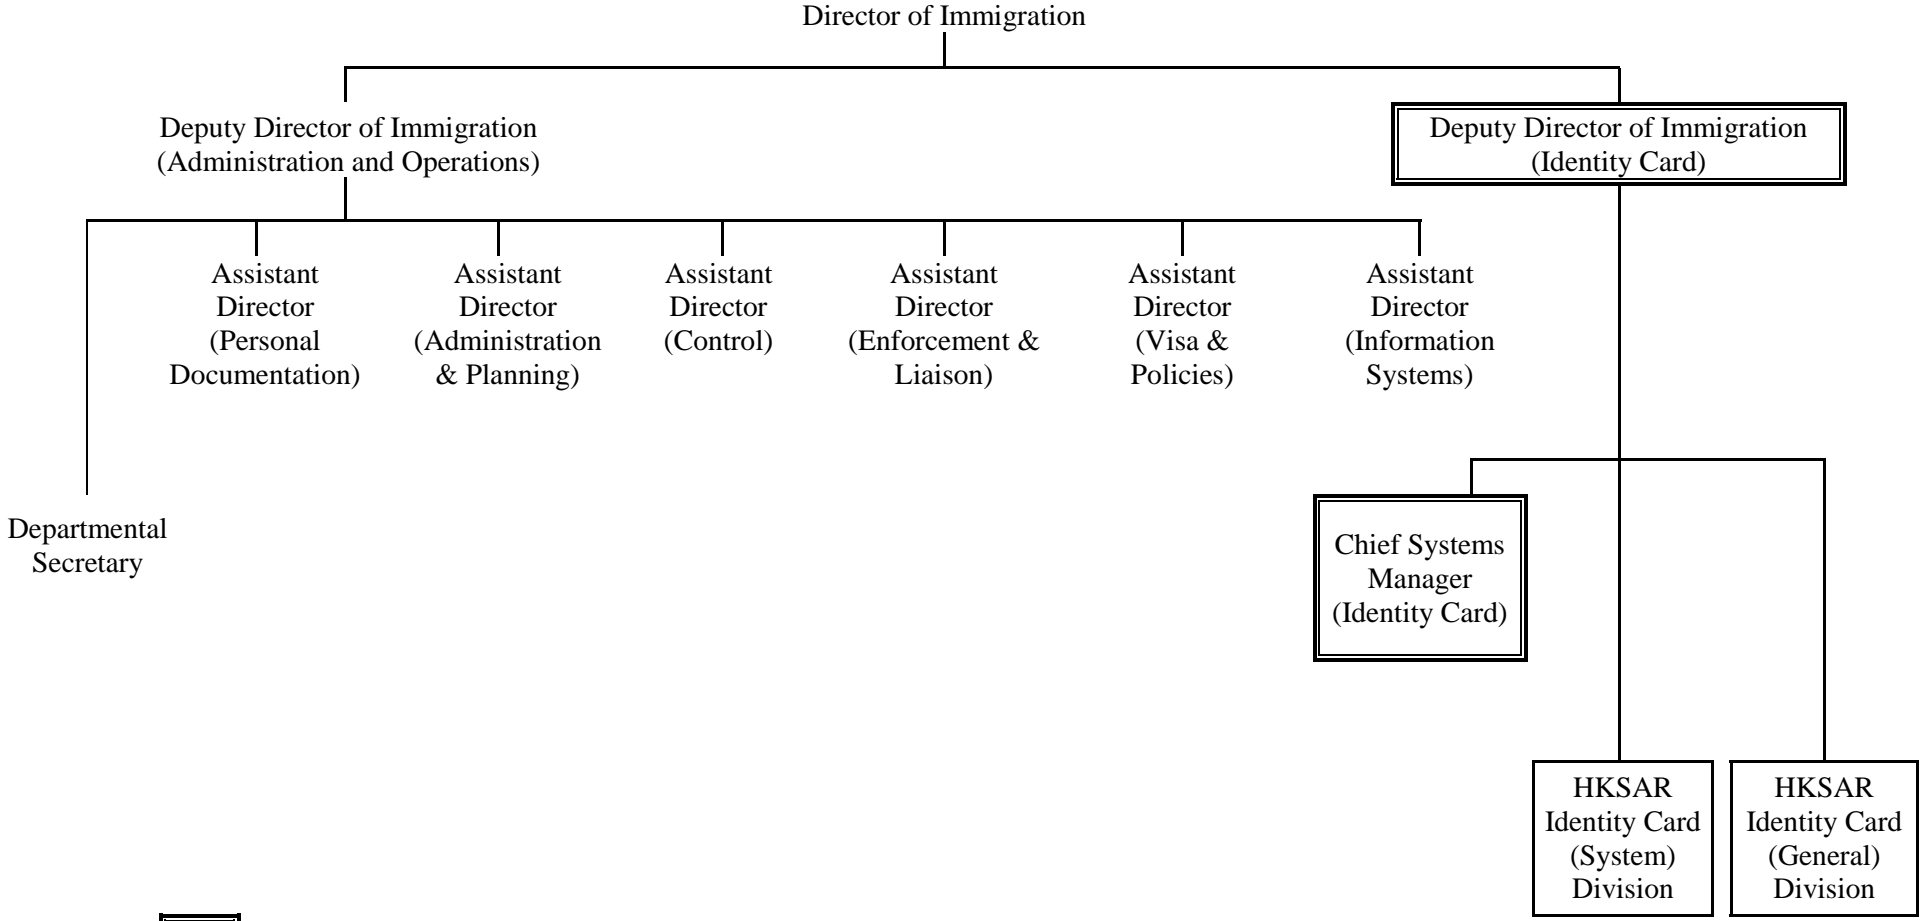 Director of Immigration
Deputy Director of Immigration
(Administration and Operations)
Deputy Director of Immigration
(Identity Card)
Assistant
Director
(Personal
Documentation)
Assistant
Director
(Administration
& Planning)
Assistant
Director
(Control)
Assistant
Director
(Enforcement &
Liaison)
Assistant
Director
(Visa &
Policies)
Assistant
Director
(Information
Systems)
Departmental
Secretary
Chief Systems
Manager
(Identity Card)
HKSAR
Identity Card
(System)
Division
HKSAR
Identity Card
(General)
Division